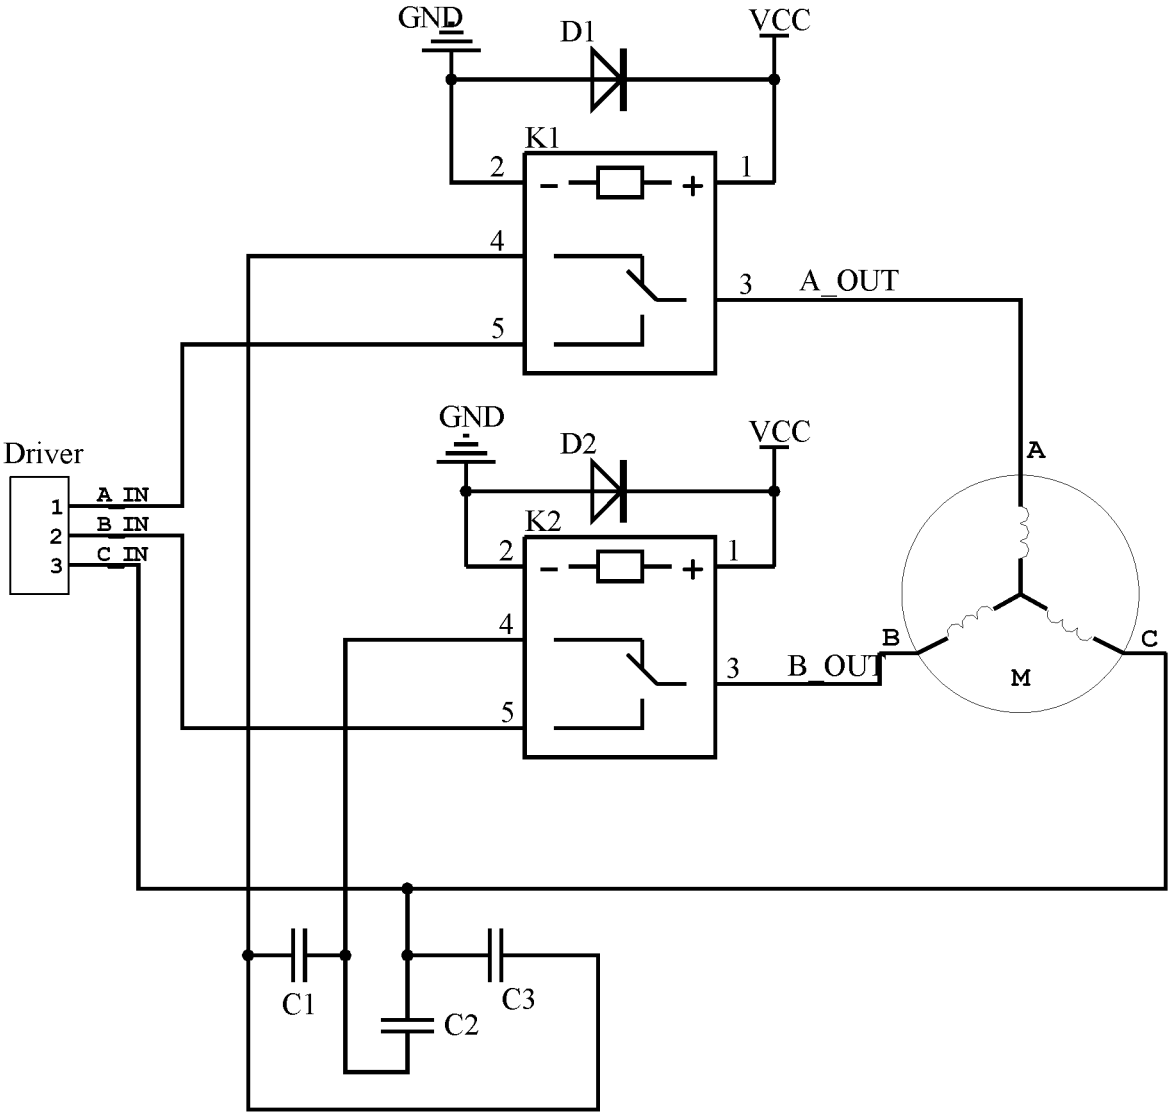 GND
D1
VCC
K1
2
1
-
+
4
A_OUT
3
5
GND
VCC
D2
Driver
A
K2
1
A_IN
2
B_IN
3
C_IN
2
1
-
+
4
B
C
3
B_OUT
M
5
C1
C3
C2